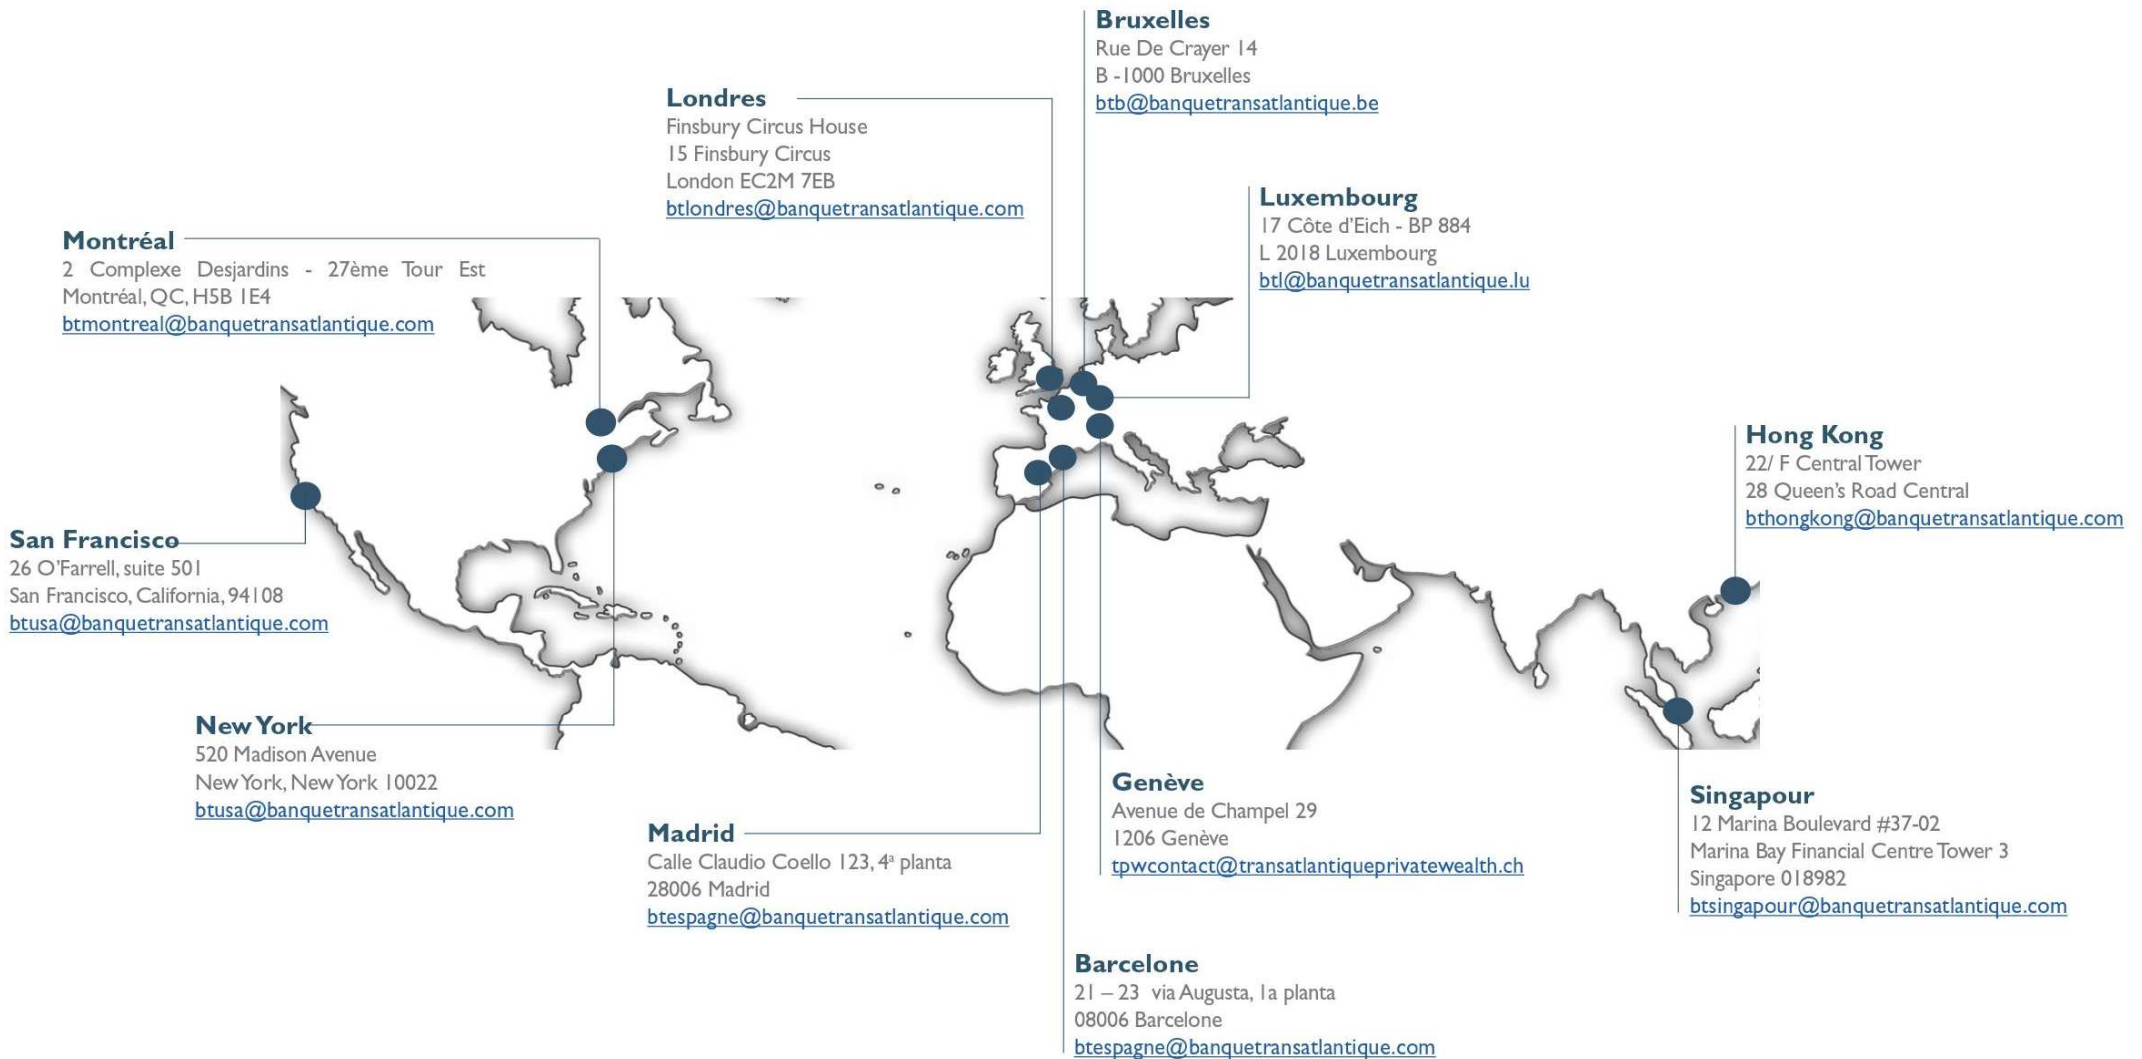 Bruxelles
Rue De Crayer 14
B -1000 Bruxelles
btb@banquetransatlantique.be
Londres
Finsbury Circus House
15 Finsbury Circus
London EC2M 7EB
btlondres@banquetransatlantique.com
Luxembourg
17 Côte d'Eich - BP 884
L 2018 Luxembourg
btl@banquetransatlantique.lu
Montréal
2 Complexe Desjardins - 27ème Tour Est
Montréal, QC, H5B 1E4
btmontreal@banquetransatlantique.com
Hong Kong
22/ F Central Tower
28 Queen's Road Central
bthongkong@banquetransatlantique.com
San Francisco
26 O'Farrell, suite 501
San Francisco, California, 94108
btusa@banquetransatlantique.com
New York
520 Madison Avenue
New York, New York 10022
btusa@banquetransatlantique.com
Genève
Avenue de Champel 29
1206 Genève
tpwcontact@transatlantiqueprivatewealth.ch
Singapour
12 Marina Boulevard #37-02
Marina Bay Financial Centre Tower 3
Singapore 018982
btsingapour@banquetransatlantique.com
Madrid
Calle Claudio Coello 123, 4ª planta
28006 Madrid
btespagne@banquetransatlantique.com
Barcelone
21 – 23 via Augusta, 1a planta
08006 Barcelone
btespagne@banquetransatlantique.com